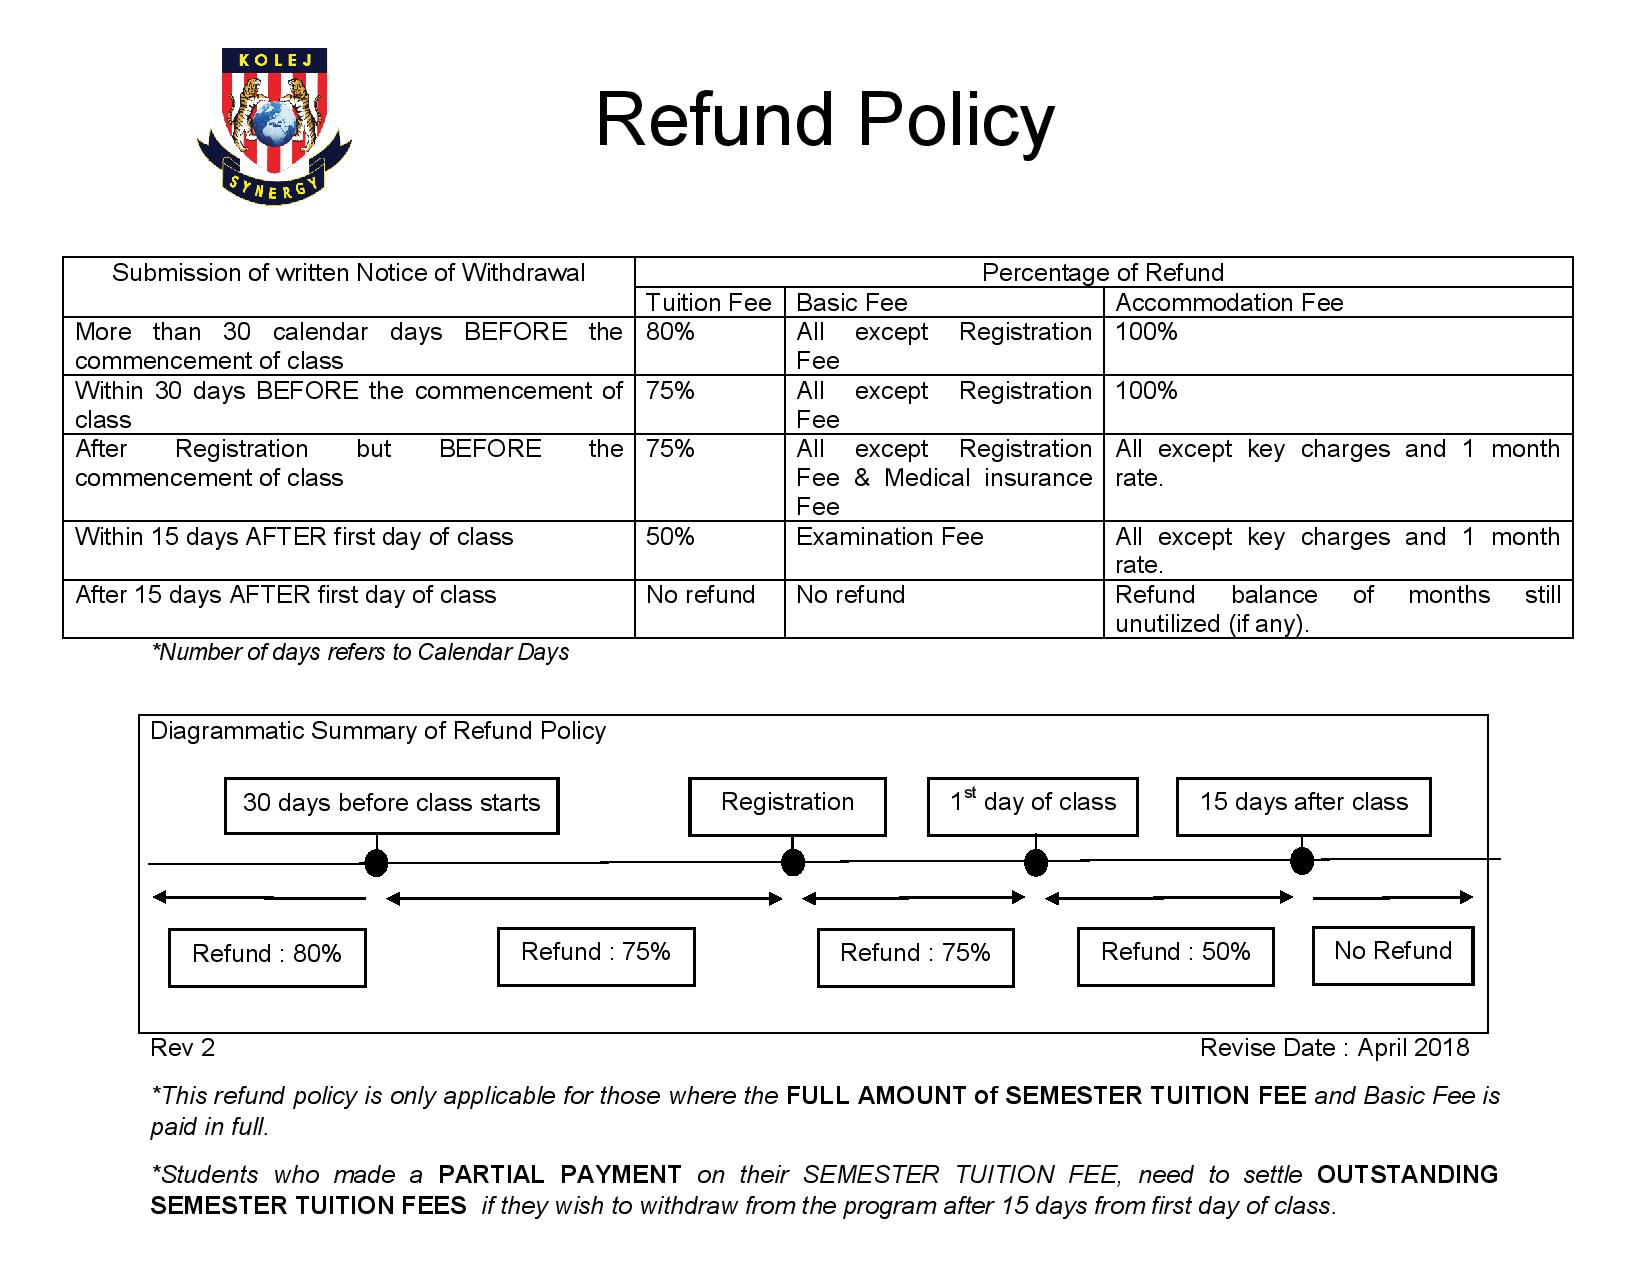 KOLEJ
SYNERGY
Refund Policy
Submission of written Notice of Withdrawal
Percentage of Refund
Tuition Fee
Basic Fee
Accommodation Fee
More than 30 calendar days BEFORE the
commencement of class
80%
All except Registration
Fee
100%
Within 30 days BEFORE the commencement of
class
75%
All except Registration
Fee
100%
After Registration but BEFORE the
commencement of class
75%
All except Registration
Fee & Medical insurance
Fee
All except key charges and 1 month
rate.
Within 15 days AFTER first day of class
50%
Examination Fee
All except key charges and 1 month
rate.
After 15 days AFTER first day of class
No refund
No refund
Refund balance of months still
unutilized (if any).
*Number of days refers to Calendar Days
Diagrammatic Summary of Refund Policy
30 days before class starts
Registration
1st day of class
15 days after class
Refund : 80%
Refund : 75%
Refund : 75%
Refund : 50%
No Refund
Rev 2
Revise Date : April 2018
*This refund policy is only applicable for those where the FULL AMOUNT of SEMESTER TUITION FEE and Basic Fee is
paid in full.
*Students who made a PARTIAL PAYMENT on their SEMESTER TUITION FEE, need to settle OUTSTANDING
SEMESTER TUITION FEES if they wish to withdraw from the program after 15 days from first day of class.